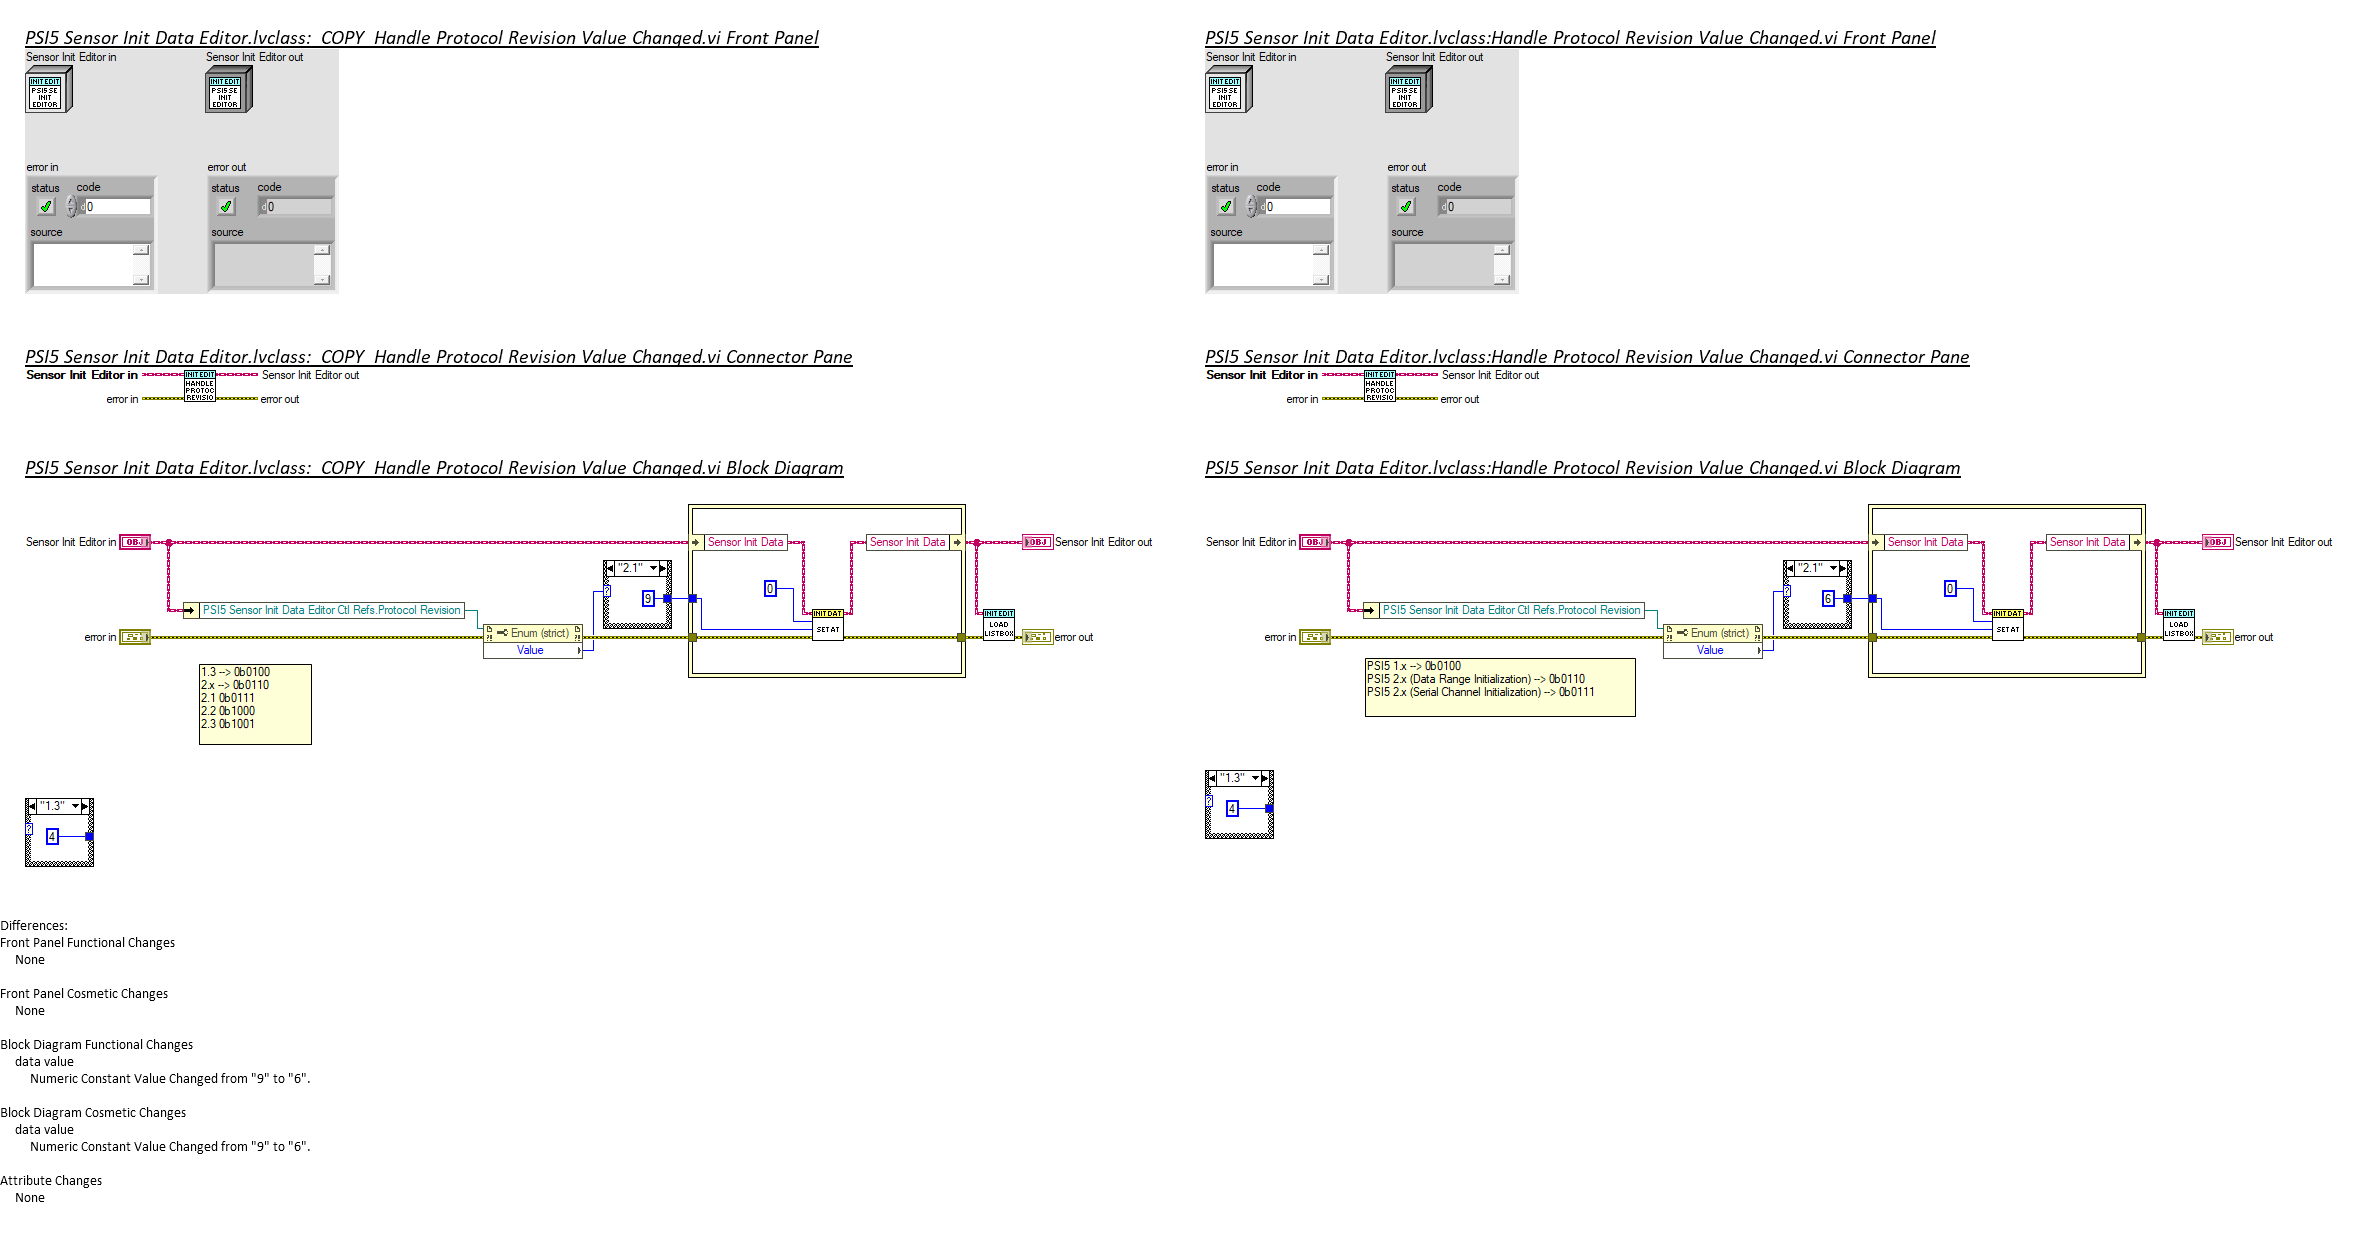 PSI5 Sensor Init Data Editor.lvclass:_COPY_Handle Protocol Revision Value Changed.vi Front Panel
Sensor Init Editor in
Sensor Init Editor out
INIT EDIT
PSI5 SE
INIT
EDITOR
INIT EDIT
PSI5 SE
INIT
EDITOR
error in
error out
status
code
status
code
d
0
d
0
source
source
PSI5 Sensor Init Data Editor.lvclass:Handle Protocol Revision Value Changed.vi Front Panel
Sensor Init Editor in
Sensor Init Editor out
INIT EDIT
PSI5 SE
INIT
EDITOR
INIT EDIT
PSI5 SE
INIT
EDITOR
error in
error out
status
code
status
code
d
0
d
0
source
source
PSI5 Sensor Init Data Editor.lvclass:_COPY_Handle Protocol Revision Value Changed.vi Connector Pane
Sensor Init Editor in
INIT EDIT
HANDLE
PROTOC
REVISIO
Sensor Init Editor out
error in
error out
PSI5 Sensor Init Data Editor.lvclass:Handle Protocol Revision Value Changed.vi Connector Pane
Sensor Init Editor in
INIT EDIT
HANDLE
PROTOC
REVISIO
Sensor Init Editor out
error in
error out
PSI5 Sensor Init Data Editor.lvclass:_COPY_Handle Protocol Revision Value Changed.vi Block Diagram
Sensor Init Editor in
OBJ
Sensor Init Data
Sensor Init Data
OBJ
Sensor Init Editor out
"2.1"
?
9
0
PSI5 Sensor Init Data Editor Ctl Refs.Protocol Revision
INIT DAT
SET AT
INIT EDIT
LOAD
LISTBOX
error in
Enum (strict)
Value
error out
1.3 --> 0b0100
2.x --> 0b0110
2.1 0b0111
2.2 0b1000
2.3 0b1001
"1.3"
?
4
PSI5 Sensor Init Data Editor.lvclass:Handle Protocol Revision Value Changed.vi Block Diagram
Sensor Init Editor in
OBJ
Sensor Init Data
Sensor Init Data
OBJ
Sensor Init Editor out
"2.1"
?
6
0
PSI5 Sensor Init Data Editor Ctl Refs.Protocol Revision
INIT DAT
SET AT
INIT EDIT
LOAD
LISTBOX
error in
Enum (strict)
Value
error out
PSI5 1.x --> 0b0100
PSI5 2.x (Data Range Initialization) --> 0b0110
PSI5 2.x (Serial Channel Initialization) --> 0b0111
"1.3"
?
4
Differences:
Front Panel Functional Changes
None
Front Panel Cosmetic Changes
None
Block Diagram Functional Changes
data value
Numeric Constant Value Changed from "9" to "6".
Block Diagram Cosmetic Changes
data value
Numeric Constant Value Changed from "9" to "6".
Attribute Changes
None